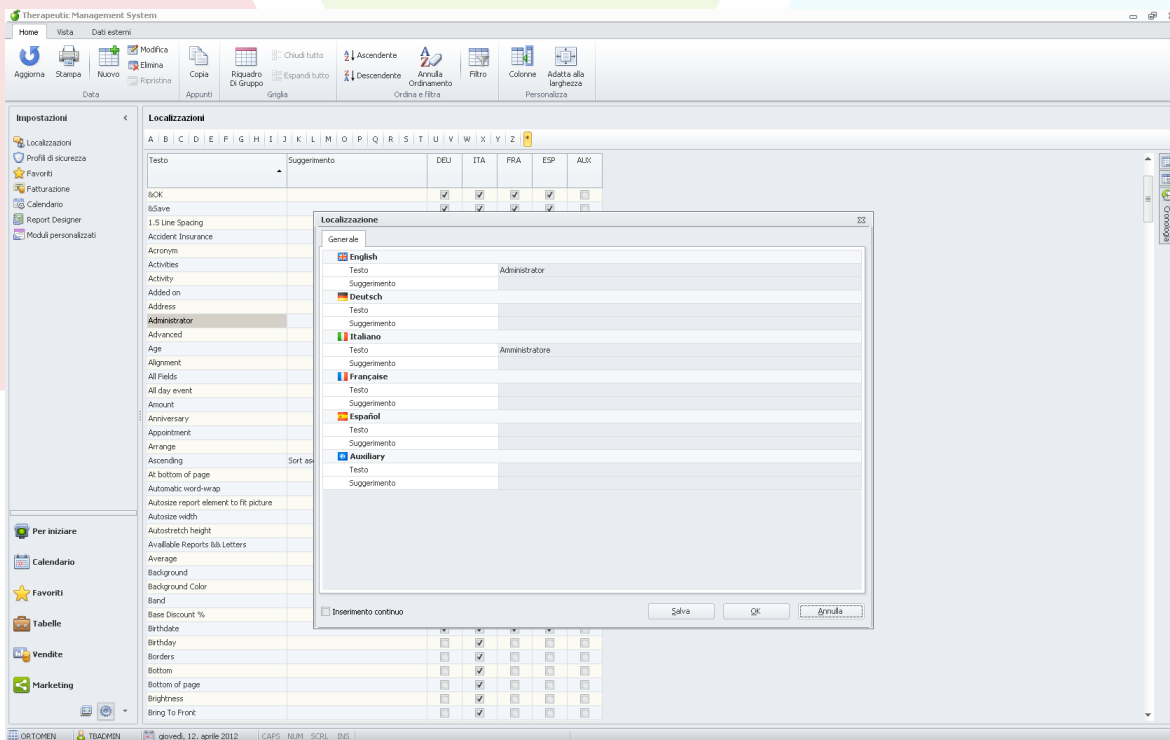 Therapeutic Management System
Home Vista Dati esterni
Aggiorna Stampa Nuovo Modifica Elimina Ripristina
Data
Copia
Appunti
Riquadro Di Gruppo Chiudi tutto Espandi tutto
Griglia
Ascendente Discendente Annulla Ordinamento Filtro
Ordina e filtra
Colonne Adatta alla larghezza
Personalizza
Impostazioni
Localizzazioni
Profili di sicurezza
Favoriti
Fatturazione
Calendario
Report Designer
Moduli personalizzati
Per iniziare
Calendario
Favoriti
Tabelle
Vendite
Marketing
Localizzazioni
A B C D E F G H I J K L M O P Q R S T U V W X Y Z *
Testo Suggerimento DEU ITA FRA ESP AUX
&OK
&Save
1.5 Line Spacing
Accident Insurance
Acronym
Activities
Activity
Added on
Address
Administrator
Advanced
Age
Alignment
All Fields
All day event
Amount
Anniversary
Appointment
Arrange
Ascending Sort as
At bottom of page
Automatic word-wrap
Autosize report element to fit picture
Autosize width
Autostretch height
Availlable Reports && Letters
Average
Background
Background Color
Band
Base Discount %
Birthdate
Birthday
Borders
Bottom
Bottom of page
Brightness
Bring To Front
Localizzazione
Generale
English
Testo Administrator
Suggerimento
Deutsch
Testo
Suggerimento
Italiano
Testo Amministratore
Suggerimento
Française
Testo
Suggerimento
Español
Testo
Suggerimento
Auxiliary
Testo
Suggerimento
Inserimento continuo Salva OK Annulla
Cronologia
ORTOMEN TBADMIN giovedì, 12. aprile 2012 CAPS NUM SCRL INS